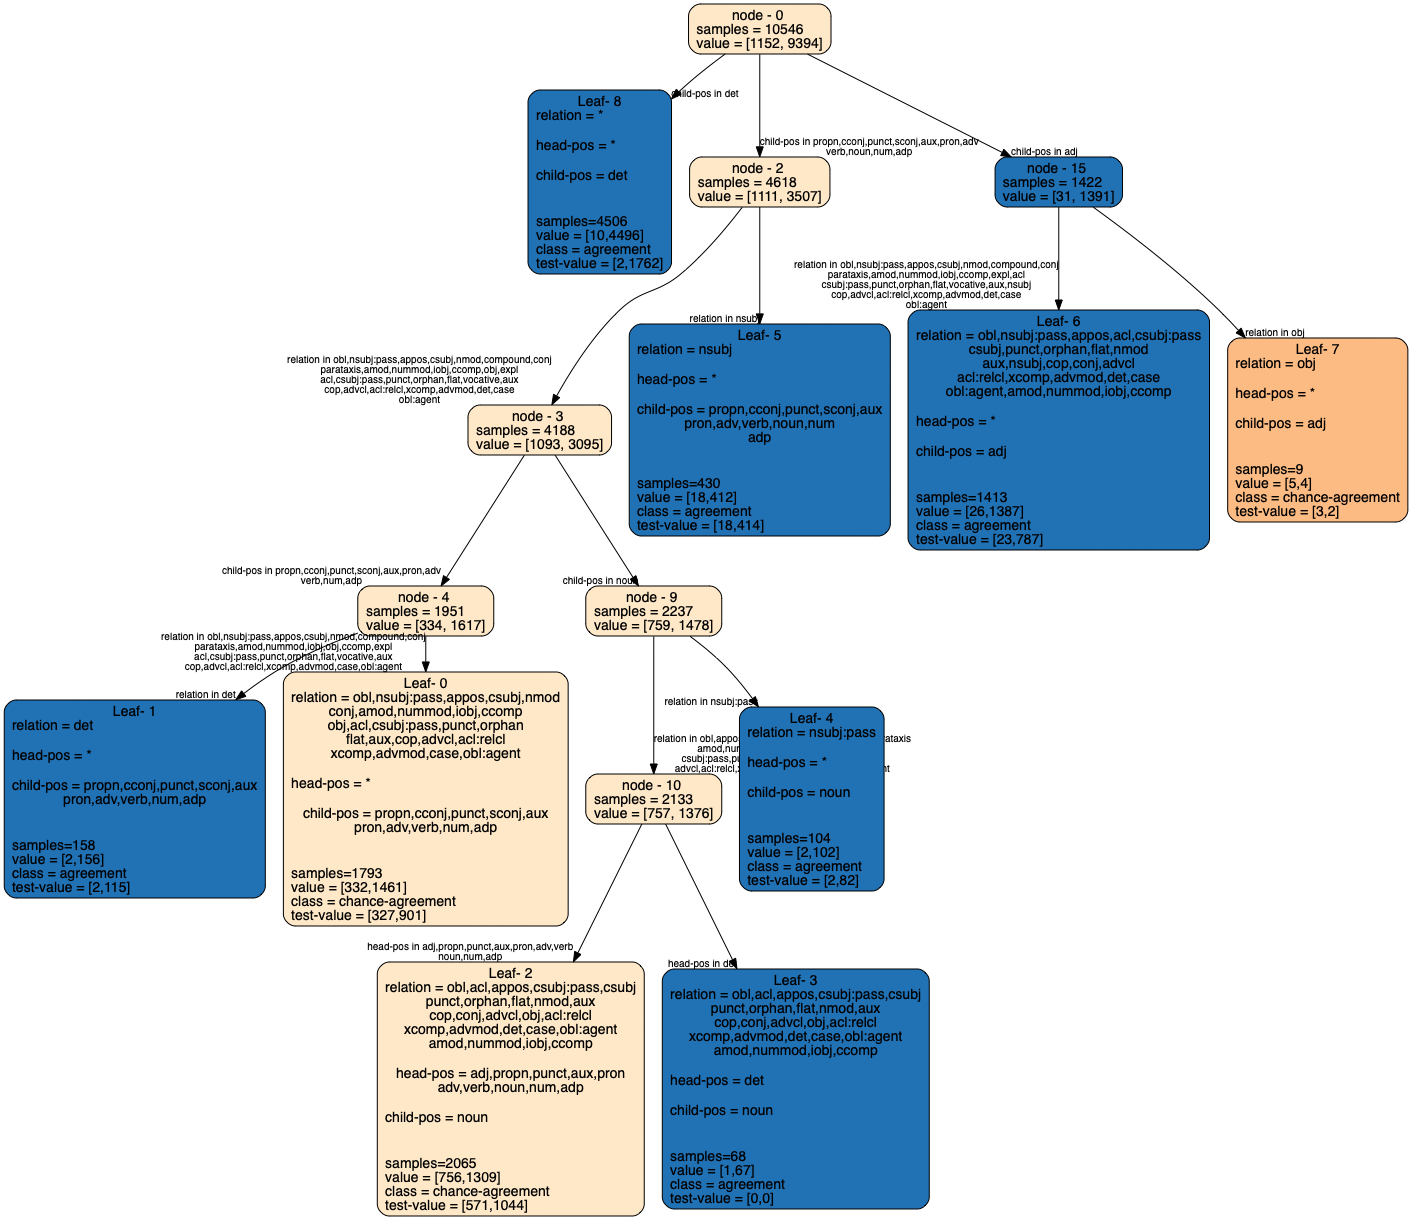 node - 0
samples = 10546
value = [1152, 9394]
child-pos in det
Leaf- 8
relation = *
head-pos = *
child-pos = det
samples=4506
value = [10,4496]
class = agreement
test-value = [2,1762]
child-pos in propn,cconj,punct,sconj,aux,pron,adv
verb,noun,num,adp
node - 2
samples = 4618
value = [1111, 3507]
child-pos in adj
node - 15
samples = 1422
value = [31, 1391]
relation in obl,nsubj:pass,appos,csubj,nmod,compound,conj
parataxis,amod,nummod,iobj,ccomp,expl,acl
csubj:pass,punct,orphan,flat,vocative,aux,nsubj
cop,advcl,acl:relcl,xcomp,advmod,det,case
obl:agent
relation in nsubj
Leaf- 5
relation = nsubj
head-pos = *
child-pos = propn,cconj,punct,sconj,aux
pron,adv,verb,noun,num
adp
samples=430
value = [18,412]
class = agreement
test-value = [18,414]
Leaf- 6
relation = obl,nsubj:pass,appos,acl,csubj:pass
csubj,punct,orphan,flat,nmod
aux,nsubj,cop,conj,advcl
acl:relcl,xcomp,advmod,det,case
obl:agent,amod,nummod,iobj,ccomp
head-pos = *
child-pos = adj
samples=1413
value = [26,1387]
class = agreement
test-value = [23,787]
relation in obj
Leaf- 7
relation = obj
head-pos = *
child-pos = adj
samples=9
value = [5,4]
class = chance-agreement
test-value = [3,2]
relation in obl,nsubj:pass,appos,csubj,nmod,compound,conj
parataxis,amod,nummod,iobj,ccomp,obj,expl
acl,csubj:pass,punct,orphan,flat,vocative,aux
cop,advcl,acl:relcl,xcomp,advmod,det,case
obl:agent
node - 3
samples = 4188
value = [1093, 3095]
child-pos in propn,cconj,punct,sconj,aux,pron,adv
verb,num,adp
node - 4
samples = 1951
value = [334, 1617]
child-pos in noun
node - 9
samples = 2237
value = [759, 1478]
relation in obl,nsubj:pass,appos,csubj,nmod,compound,conj
parataxis,amod,nummod,iobj,obj,ccomp,expl
acl,csubj:pass,punct,orphan,flat,vocative,aux
cop,advcl,acl:relcl,xcomp,advmod,case,obl:agent
relation in det
Leaf- 1
relation = det
head-pos = *
child-pos = propn,cconj,punct,sconj,aux
pron,adv,verb,num,adp
samples=158
value = [2,156]
class = agreement
test-value = [2,115]
Leaf- 0
relation = obl,nsubj:pass,appos,csubj,nmod
conj,amod,nummod,iobj,ccomp
obj,acl,csubj:pass,punct,orphan
flat,aux,cop,advcl,acl:relcl
xcomp,advmod,case,obl:agent
head-pos = *
child-pos = propn,cconj,punct,sconj,aux
pron,adv,verb,num,adp
samples=1793
value = [332,1461]
class = chance-agreement
test-value = [327,901]
relation in nsubj:pass
Leaf- 4
relation = nsubj:pass
head-pos = *
child-pos = noun
samples=104
value = [2,102]
class = agreement
test-value = [2,82]
relation in
node - 10
samples = 2133
value = [757, 1376]
head-pos in adj,propn,punct,aux,pron,adv,verb
noun,num,adp
Leaf- 2
relation = obl,acl,appos,csubj:pass,csubj
punct,orphan,flat,nmod,aux
cop,conj,advcl,obj,acl:relcl
xcomp,advmod,det,case,obl:agent
amod,nummod,iobj,ccomp
head-pos = adj,propn,punct,aux,pron
adv,verb,noun,num,adp
child-pos = noun
samples=2065
value = [756,1309]
class = chance-agreement
test-value = [571,1044]
head-pos in det
Leaf- 3
relation = obl,acl,appos,csubj:pass,csubj
punct,orphan,flat,nmod,aux
cop,conj,advcl,obj,acl:relcl
xcomp,advmod,det,case,obl:agent
amod,nummod,iobj,ccomp
head-pos = det
child-pos = noun
samples=68
value = [1,67]
class = agreement
test-value = [0,0]